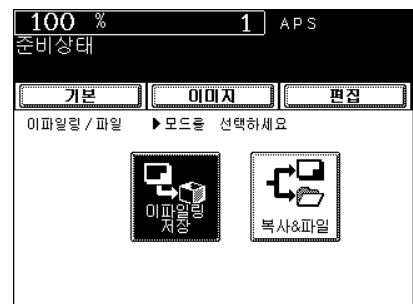 100 % 1 APS
준비상태
기본 이미지 편집
이파일링 / 파일 ▶모드를 선택하세요
이파일링
저장
복사&파일